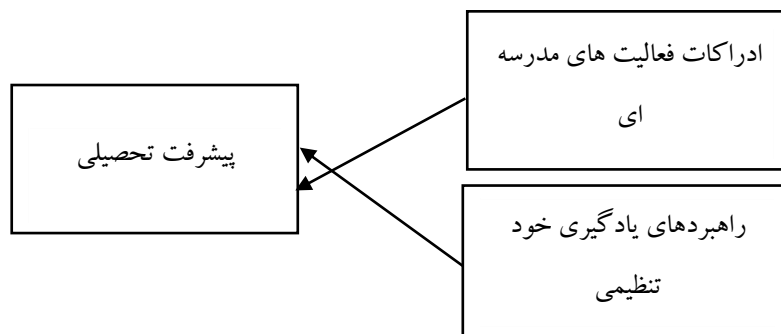 ادراکات فعالیت های مدرسه
ای
پیشرفت تحصیلی
راهبردهای یادگیری خود
تنظیمی